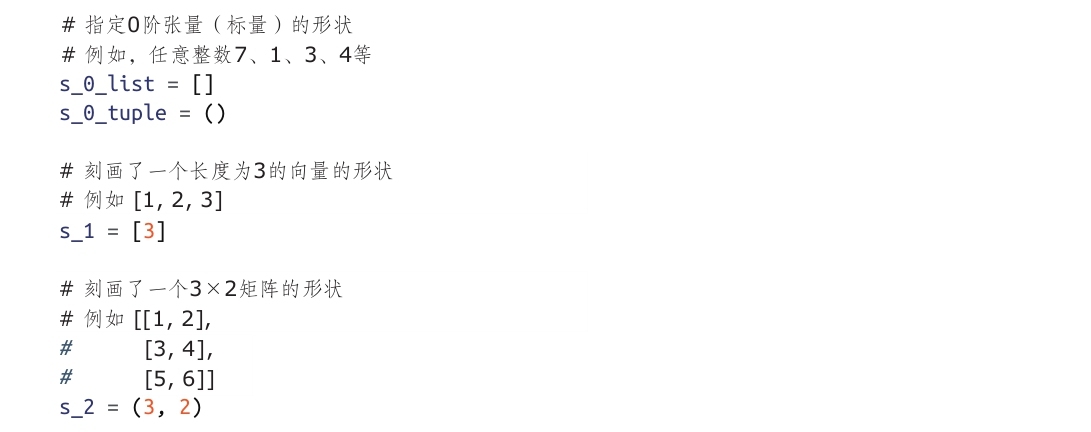 # 指定0阶张量（标量）的形状
# 例如，任意整数7、1、3、4等
s_0_list = []
s_0_tuple = ()
# 刻画了一个长度为3的向量的形状
# 例如 [1, 2, 3]
s_1 = [3]
# 刻画了一个3×2矩阵的形状
# 例如 [[1, 2],
#      [3, 4],
#      [5, 6]]
s_2 = (3, 2)